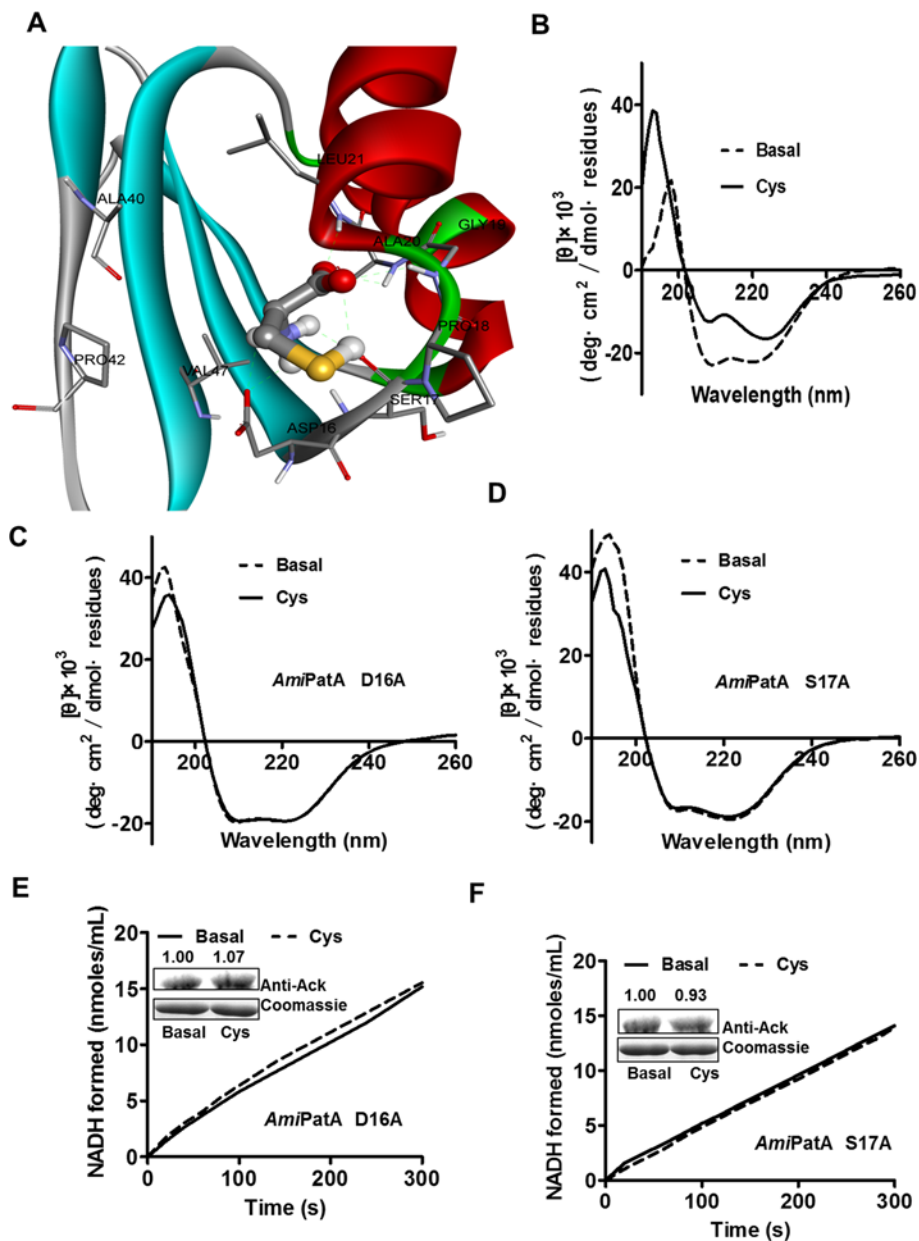 A
LEU21
ALA40
GLY19
ALA20
PRO18
PRO42
VAL47
SER17
ASP16
B
[θ]× 10³
( deg· cm² / dmol· residues )
40
20
0
-20
200
220
240
260
Basal
Cys
Wavelength (nm)
C
[θ]× 10³
( deg· cm² / dmol· residues )
40
20
0
-20
200
220
240
260
Basal
Cys
AmiPatA D16A
Wavelength (nm)
D
[θ]× 10³
( deg· cm² / dmol· residues )
40
20
0
-20
200
220
240
260
Basal
Cys
AmiPatA S17A
Wavelength (nm)
E
NADH formed (nmoles/mL)
20
15
10
5
0
Basal
Cys
1.00 1.07
Anti-Ack
Coomassie
Basal Cys
AmiPatA D16A
0 100 200 300
Time (s)
F
NADH formed (nmoles/mL)
20
15
10
5
0
Basal
Cys
1.00 0.93
Anti-Ack
Coomassie
Basal Cys
AmiPatA S17A
0 100 200 300
Time (s)